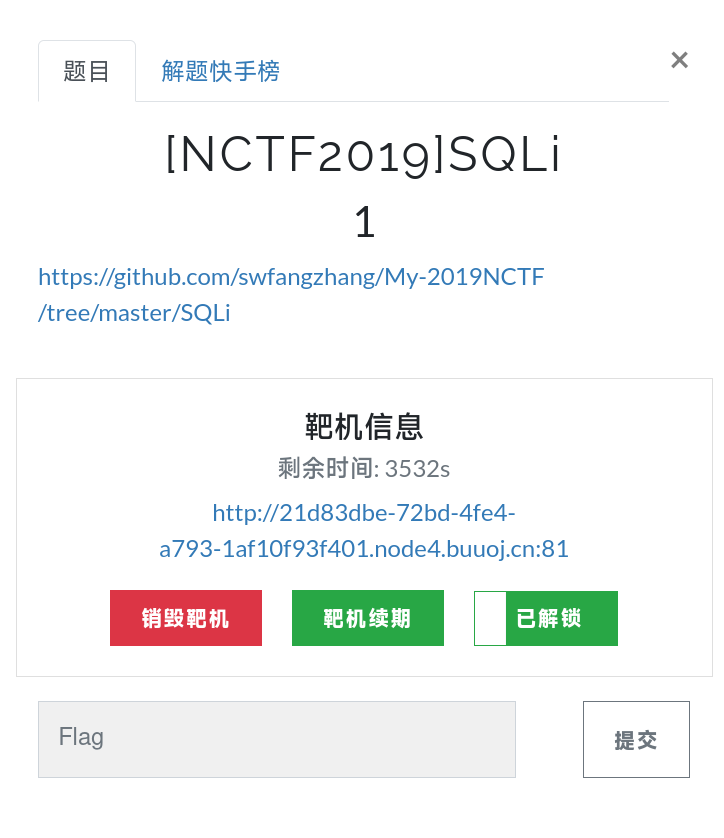 题目 解题快手榜 ×
[NCTF2019]SQLi
1
https://github.com/swfangzhang/My-2019NCTF
/tree/master/SQLi
靶机信息
剩余时间: 3532s
http://21d83dbe-72bd-4fe4-
a793-1af10f93f401.node4.buuoj.cn:81
销毁靶机 靶机续期 已解锁
Flag 提交